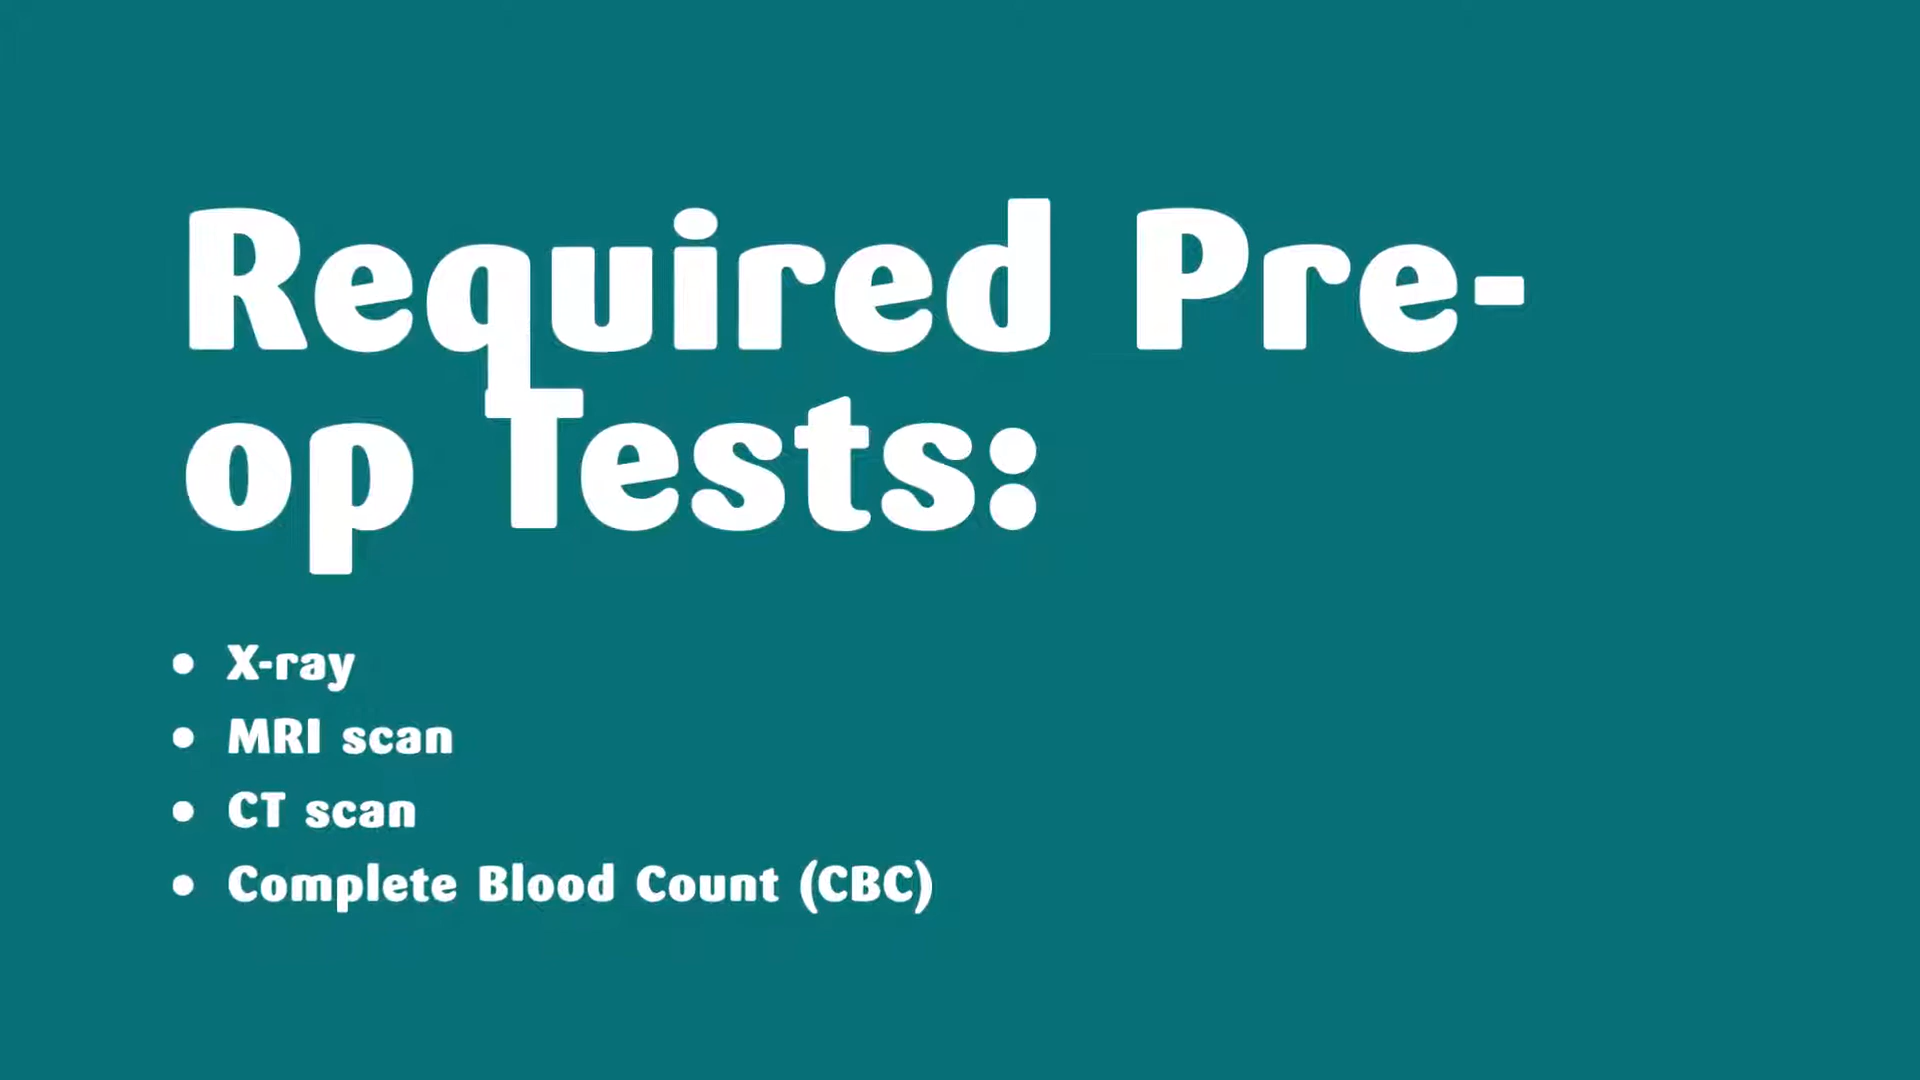 Required Pre-
op Tests:
• X-ray
• MRI scan
• CT scan
• Complete Blood Count (CBC)